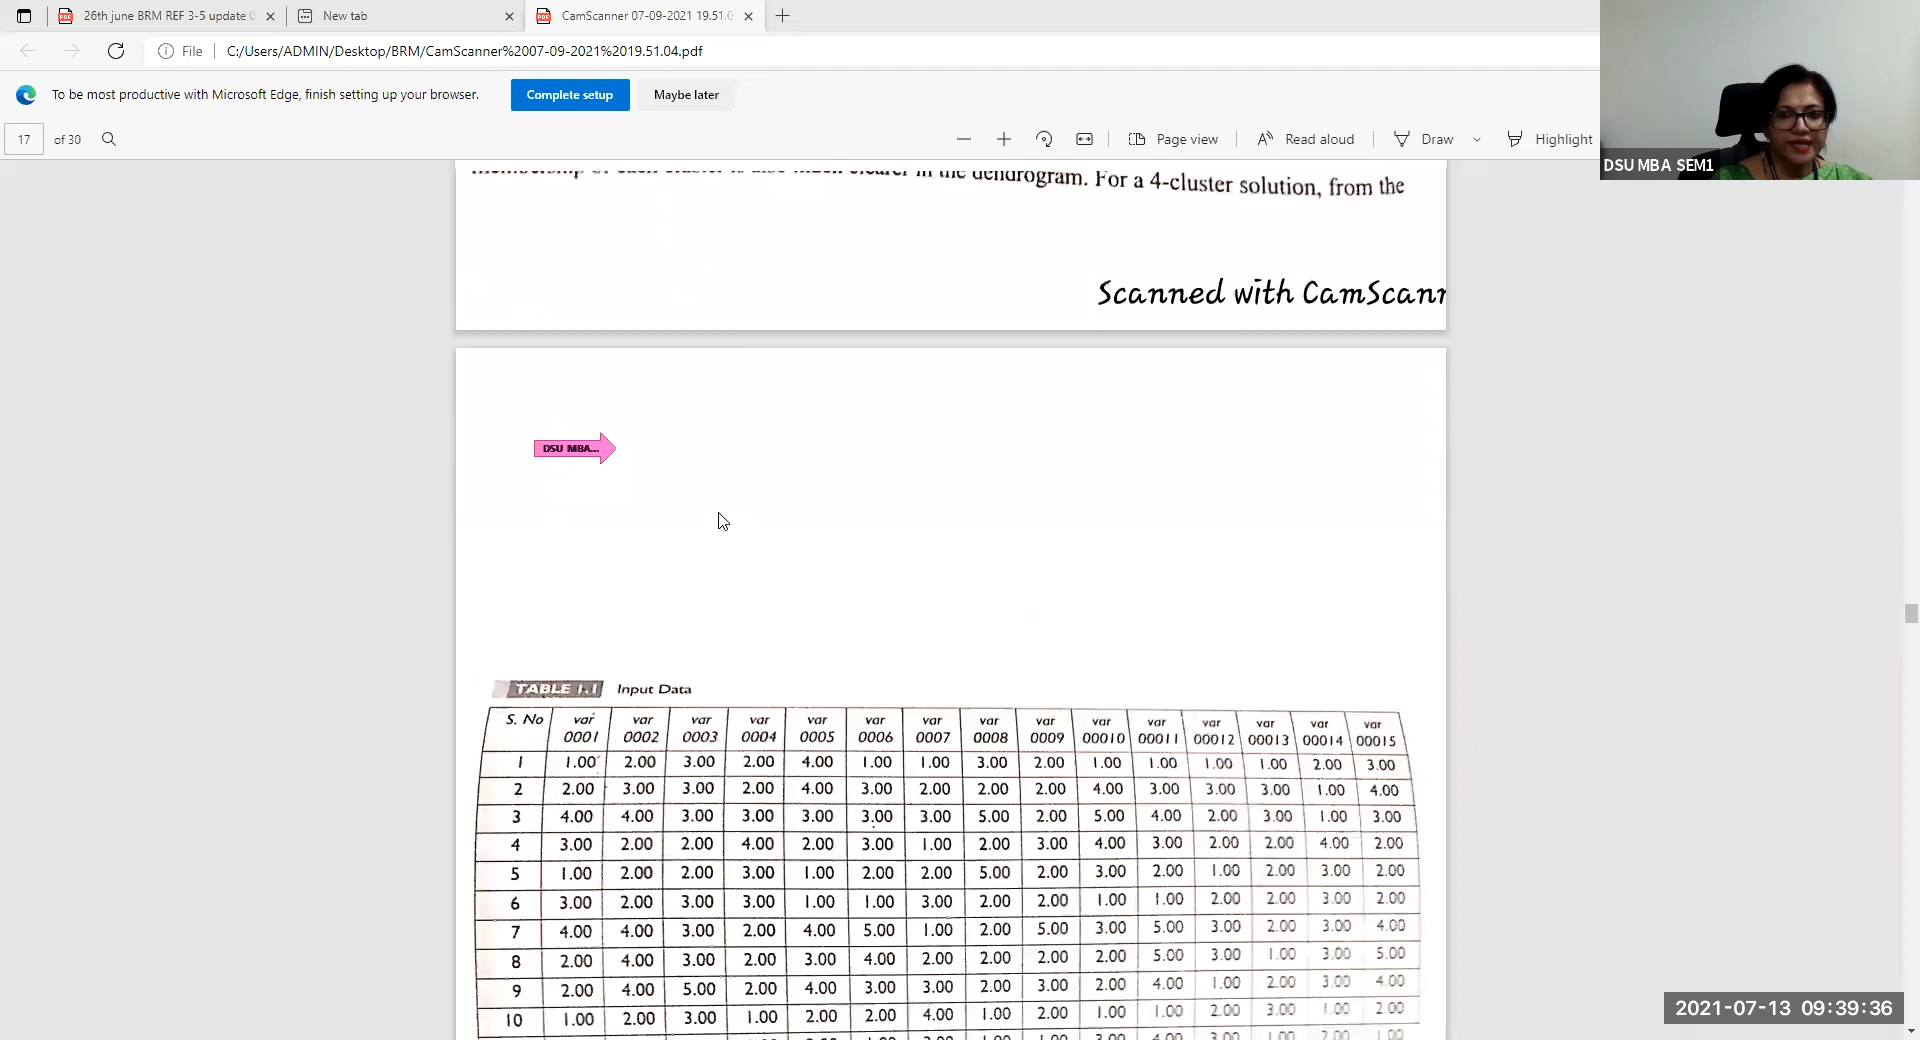 26th june BRM REF 3-5 update
New tab
CamScanner 07-09-2021 19.51.0
File
C:/Users/ADMIN/Desktop/BRM/CamScanner%2007-09-2021%2019.51.04.pdf
To be most productive with Microsoft Edge, finish setting up your browser.
Complete setup
Maybe later
17 of 30
Page view
Read aloud
Draw
Highlight
DSU MBA SEM1
in the dendrogram. For a 4-cluster solution, from the
Scanned with CamScann
DSU MBA...
TABLE 1.1 Input Data
S. No var 0001 var 0002 var 0003 var 0004 var 0005 var 0006 var 0007 var 0008 var 0009 var 00010 var 00011 var 00012 var 00013 var 00014 var 00015
1 1.00 2.00 3.00 2.00 4.00 1.00 1.00 3.00 2.00 1.00 1.00 1.00 1.00 2.00 3.00
2 2.00 3.00 3.00 2.00 4.00 3.00 2.00 2.00 2.00 4.00 3.00 3.00 3.00 1.00 4.00
3 4.00 4.00 3.00 3.00 3.00 3.00 3.00 5.00 2.00 5.00 4.00 2.00 3.00 1.00 3.00
4 3.00 2.00 2.00 4.00 2.00 3.00 1.00 2.00 3.00 4.00 3.00 2.00 2.00 4.00 2.00
5 1.00 2.00 2.00 3.00 1.00 2.00 2.00 5.00 2.00 3.00 2.00 1.00 2.00 3.00 2.00
6 3.00 2.00 3.00 3.00 1.00 1.00 3.00 2.00 2.00 1.00 1.00 2.00 2.00 3.00 2.00
7 4.00 4.00 3.00 2.00 4.00 5.00 1.00 2.00 5.00 3.00 5.00 3.00 2.00 3.00 4.00
8 2.00 4.00 3.00 2.00 3.00 4.00 2.00 2.00 2.00 2.00 5.00 3.00 1.00 3.00 5.00
9 2.00 4.00 5.00 2.00 4.00 3.00 3.00 2.00 3.00 2.00 4.00 1.00 2.00 3.00 4.00
10 1.00 2.00 3.00 1.00 2.00 2.00 4.00 1.00 2.00 1.00 1.00 2.00 3.00 1.00 2.00
2021-07-13 09:39:36